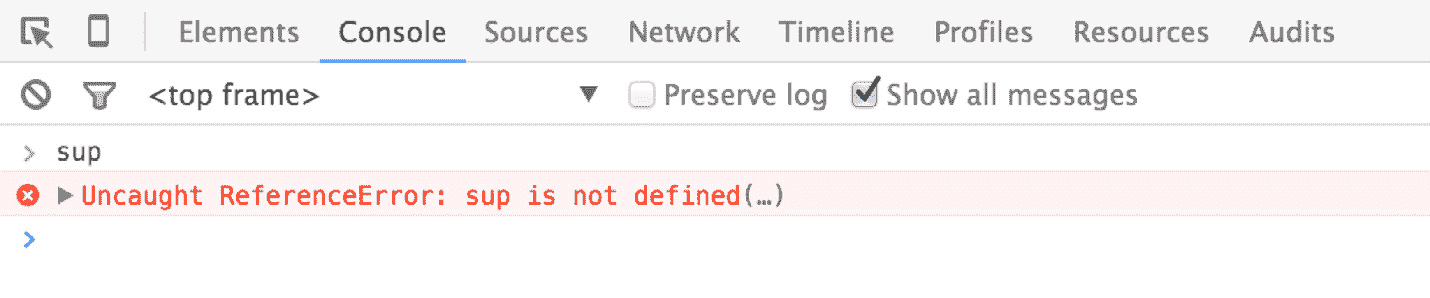 Elements Console Sources Network Timeline Profiles Resources Audits
<top frame> ▼ Preserve log Show all messages
> sup
▶ Uncaught ReferenceError: sup is not defined(…)
>